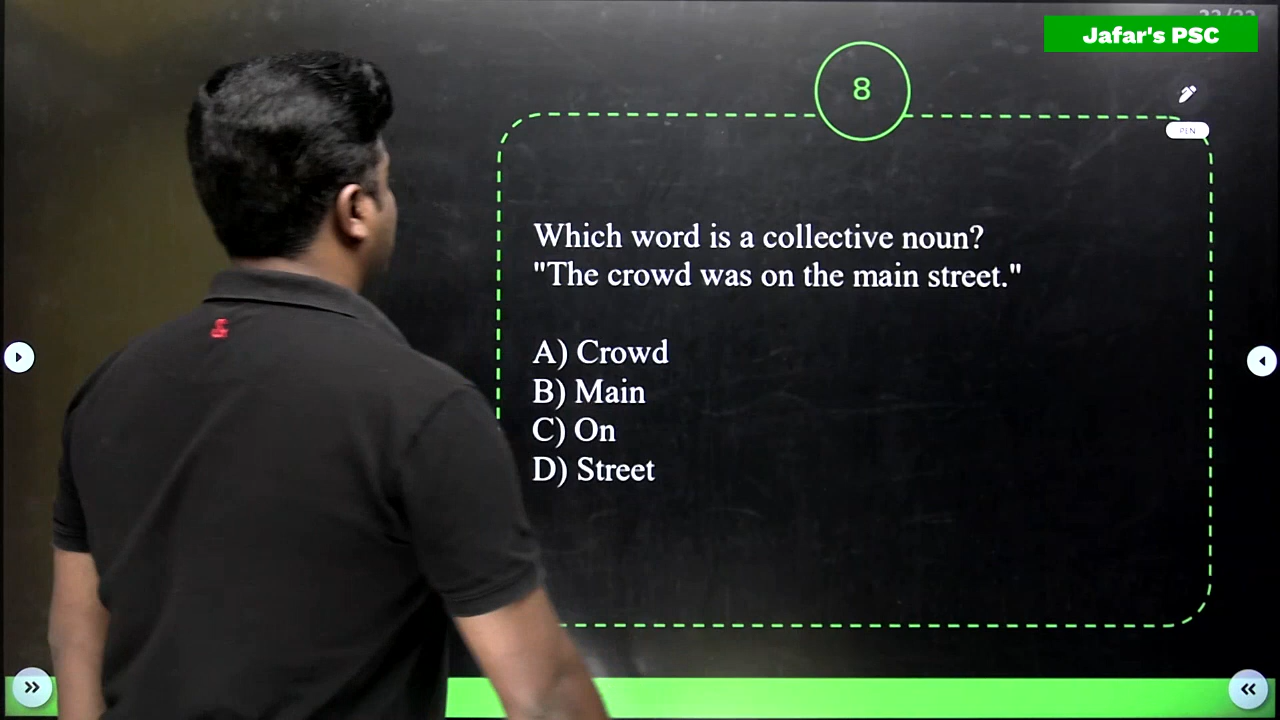 Jafar's PSC
8
PEN
Which word is a collective noun?
"The crowd was on the main street."
A) Crowd
B) Main
C) On
D) Street